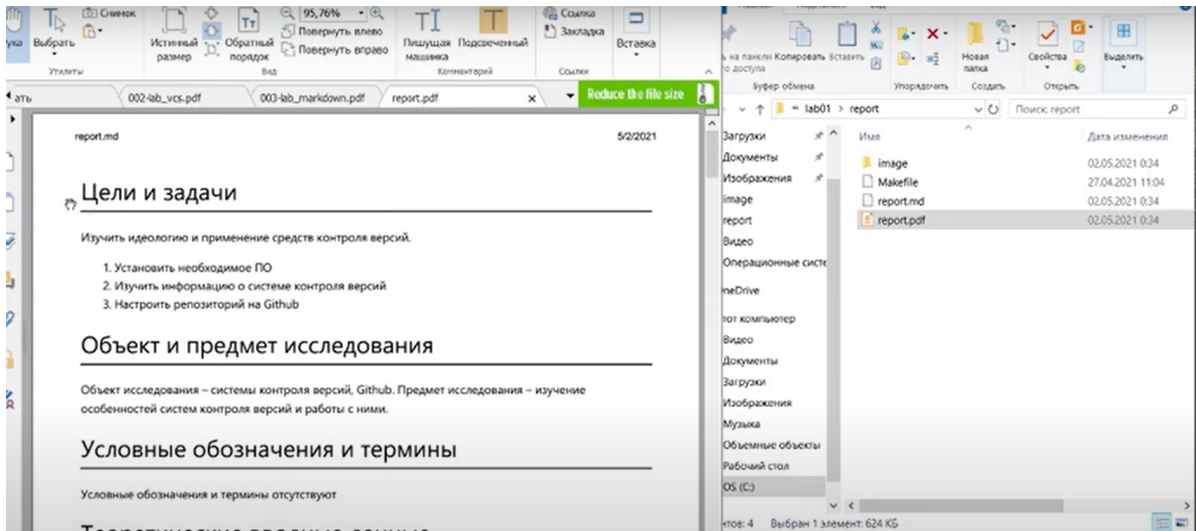 Снимок
95,76%
Ссылка
Выбрать
Истинный размер
Обратный порядок
Повернуть влево
Повернуть вправо
Пишущая машинка
Подсвеченный
Закладка
Вставка
Утилиты
Вид
Комментарий
Ссылки
ать
002-lab_vcs.pdf
003-lab_markdown.pdf
report.pdf
x
Reduce the file size
report.md
5/2/2021
Цели и задачи
Изучить идеологию и применение средств контроля версий.
1. Установить необходимое ПО
2. Изучить информацию о системе контроля версий
3. Настроить репозиторий на Github
Объект и предмет исследования
Объект исследования – системы контроля версий, Github. Предмет исследования – изучение
особенностей систем контроля версий и работы с ними.
Условные обозначения и термины
Условные обозначения и термины отсутствуют
Теоретические вводные данные
Копировать
Вставить
Новая папка
Свойства
Выделить
Буфер обмена
Упорядочить
Создать
Открыть
lab01 > report
Поиск: report
Загрузки
Документы
Изображения
image
report
Видео
Операционные систе
neDrive
тот компьютер
Видео
Документы
Загрузки
Изображения
Музыка
Объемные объекты
Рабочий стол
OS (C:)
Имя
Дата изменения
image
02.05.2021 0:34
Makefile
27.04.2021 11:04
report.md
02.05.2021 0:34
report.pdf
02.05.2021 0:34
нтов: 4
Выбран 1 элемент: 624 КБ